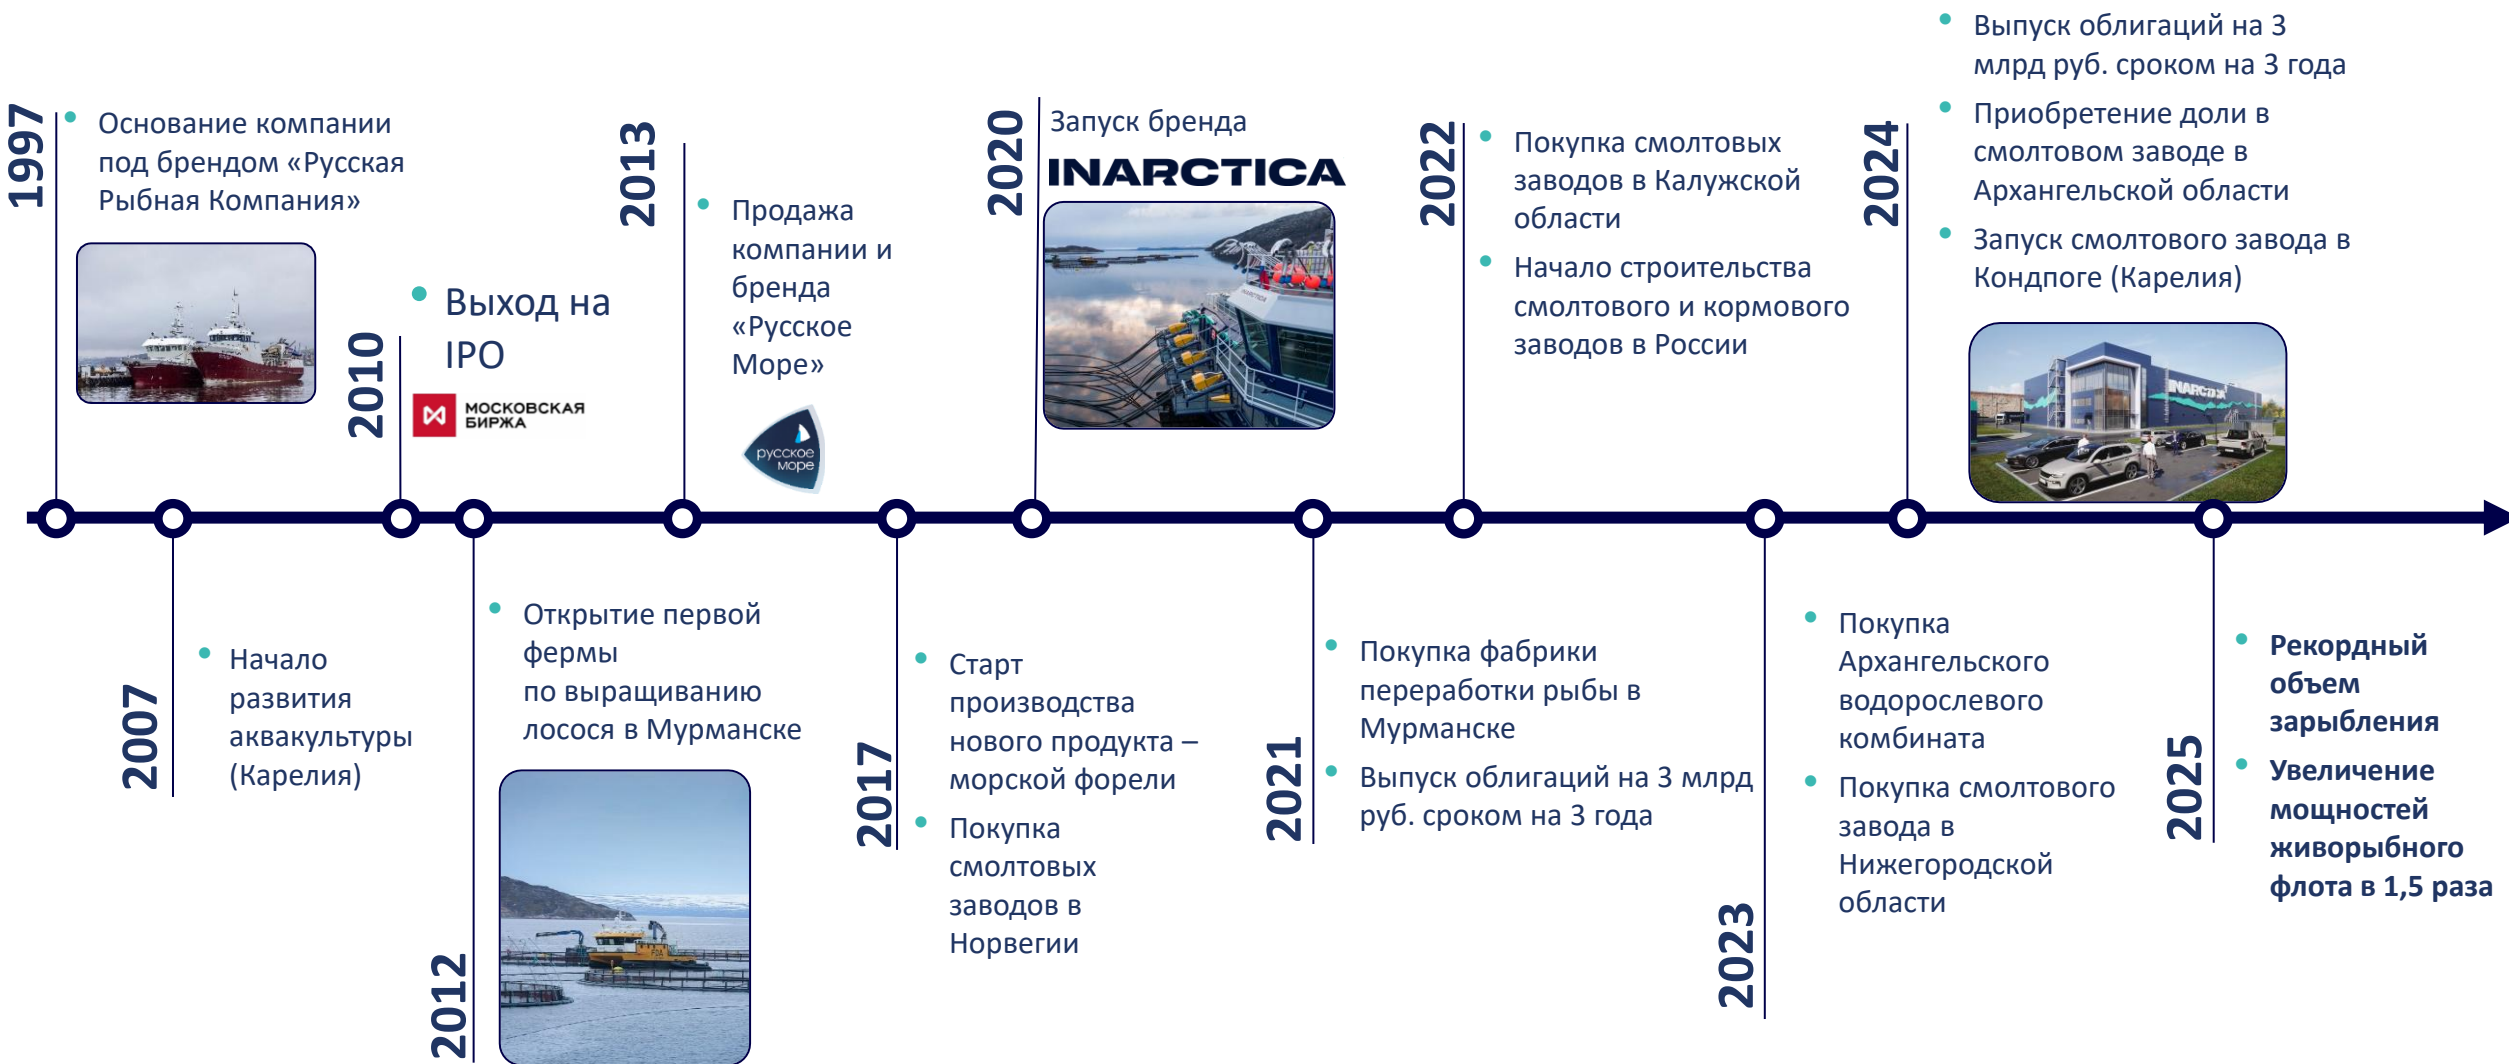 1997
Основание компании
под брендом «Русская
Рыбная Компания»
2007
Начало
развития
аквакультуры
(Карелия)
2010
Выход на
IPO
МОСКОВСКАЯ
БИРЖА
2012
Открытие первой
фермы
по выращиванию
лосося в Мурманске
2013
Продажа
компании и
бренда
«Русское
Море»
русское
море
2017
Старт
производства
нового продукта –
морской форели
Покупка
смолтовых
заводов в
Норвегии
2020
Запуск бренда
INARCTICA
INARCTICA
2021
Покупка фабрики
переработки рыбы в
Мурманске
Выпуск облигаций на 3 млрд
руб. сроком на 3 года
2022
Покупка смолтовых
заводов в Калужской
области
Начало строительства
смолтового и кормового
заводов в России
2023
Покупка
Архангельского
водорослевого
комбината
Покупка смолтового
завода в
Нижегородской
области
2024
Выпуск облигаций на 3
млрд руб. сроком на 3 года
Приобретение доли в
смолтовом заводе в
Архангельской области
Запуск смолтового завода в
Кондпоге (Карелия)
INARCTICA
2025
Рекордный
объем
зарыбления
Увеличение
мощностей
живорыбного
флота в 1,5 раза